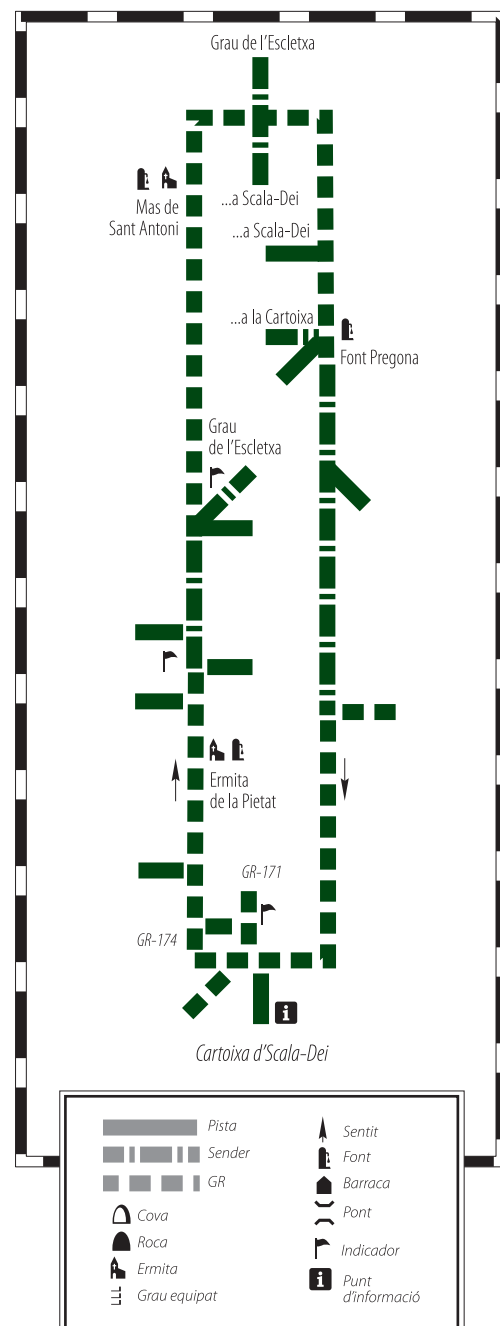 Grau de l'Escletxa
...a Scala-Dei
Mas de
Sant Antoni
...a Scala-Dei
...a la Cartoixa
Font Pregona
Grau
de l'Escletxa
Ermita
de la Pietat
GR-171
GR-174
i
Cartoixa d'Scala-Dei
Pista
Sender
GR
Cova
Roca
Ermita
Grau equipat
Sentit
Font
Barraca
Pont
Indicador
i
Punt
d'informació